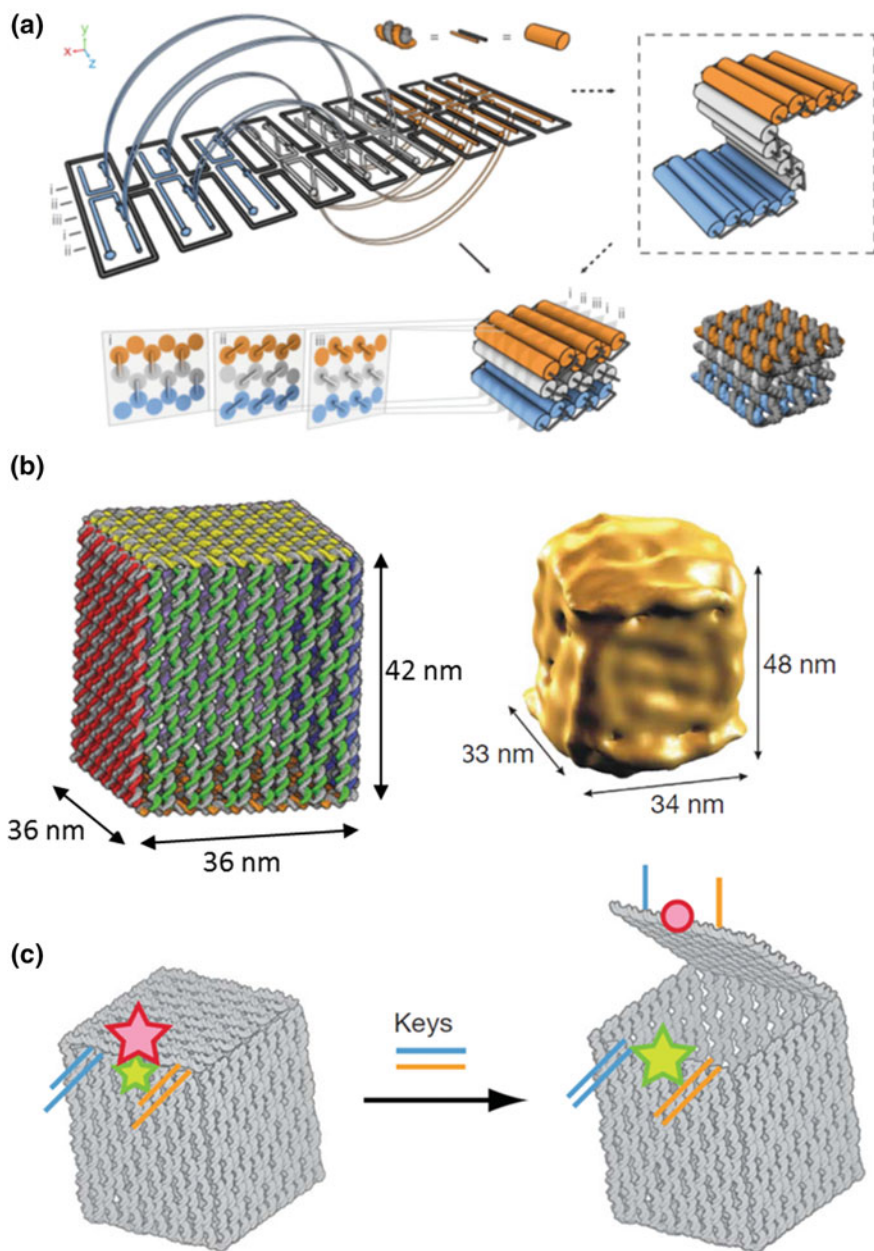 (a)
y
x
z
=
=
i
ii
iii
i
ii
i
ii
iii
i
ii
i
ii
iii
(b)
42 nm
36 nm
36 nm
48 nm
33 nm
34 nm
(c)
Keys